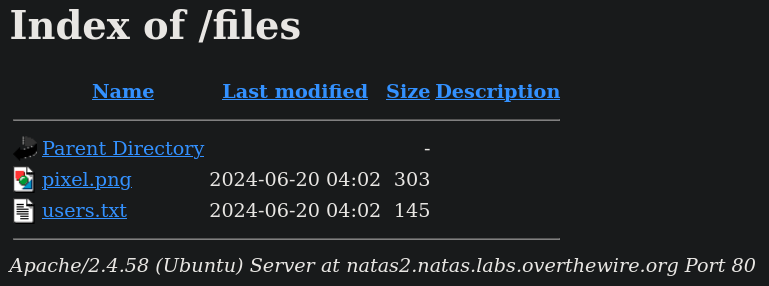 Index of /files
Name Last modified Size Description
Parent Directory -
pixel.png 2024-06-20 04:02 303
users.txt 2024-06-20 04:02 145
Apache/2.4.58 (Ubuntu) Server at natas2.natas.labs.overthewire.org Port 80